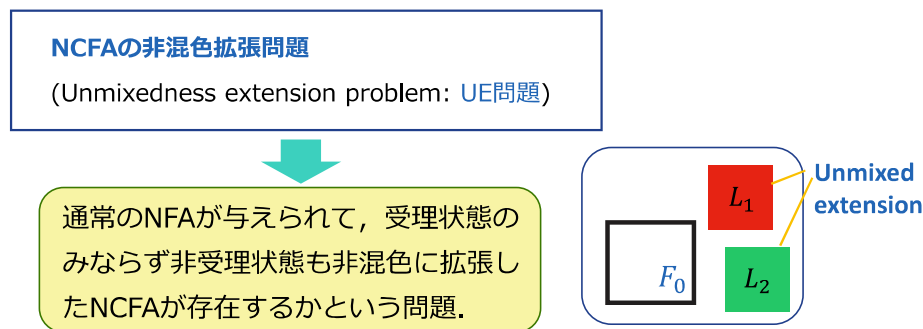 NCFAの非混色拡張問題
(Unmixedness extension problem: UE問題)
通常のNFAが与えられて，受理状態の
みならず非受理状態も非混色に拡張し
たNCFAが存在するかという問題．
L₁
Unmixed
extension
F₀
L₂